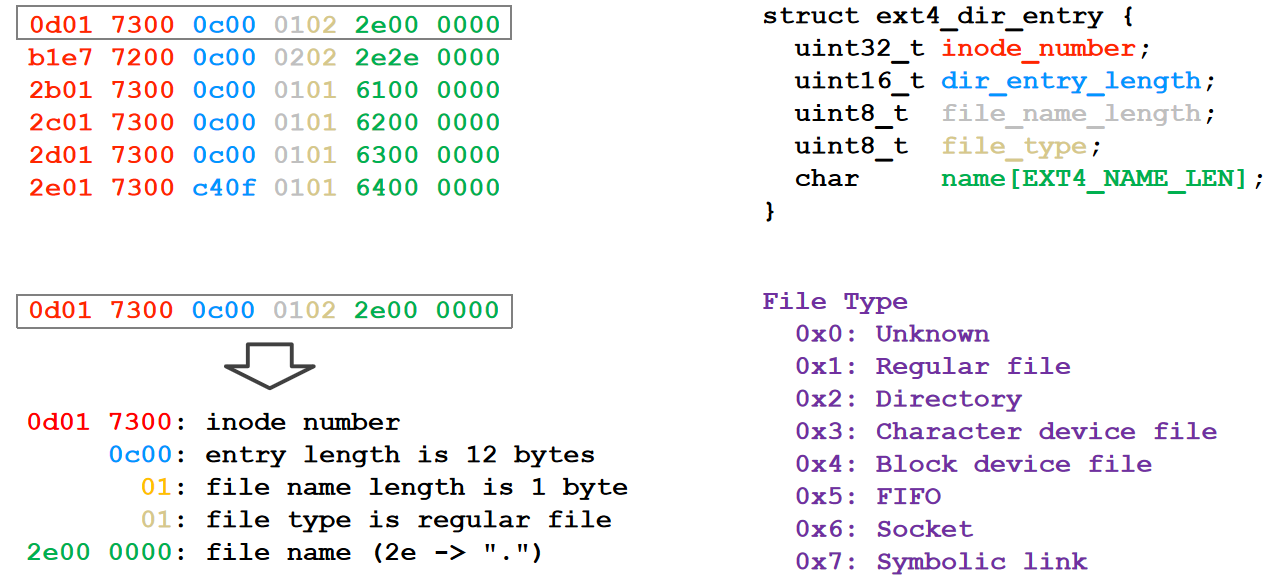 0d01 7300 0c00 0102 2e00 0000
b1e7 7200 0c00 0202 2e2e 0000
2b01 7300 0c00 0101 6100 0000
2c01 7300 0c00 0101 6200 0000
2d01 7300 0c00 0101 6300 0000
2e01 7300 c40f 0101 6400 0000
struct ext4_dir_entry {
uint32_t inode_number;
uint16_t dir_entry_length;
uint8_t file_name_length;
uint8_t file_type;
char name[EXT4_NAME_LEN];
}
0d01 7300 0c00 0102 2e00 0000
0d01 7300: inode number
0c00: entry length is 12 bytes
01: file name length is 1 byte
01: file type is regular file
2e00 0000: file name (2e -> ".")
File Type
0x0: Unknown
0x1: Regular file
0x2: Directory
0x3: Character device file
0x4: Block device file
0x5: FIFO
0x6: Socket
0x7: Symbolic link